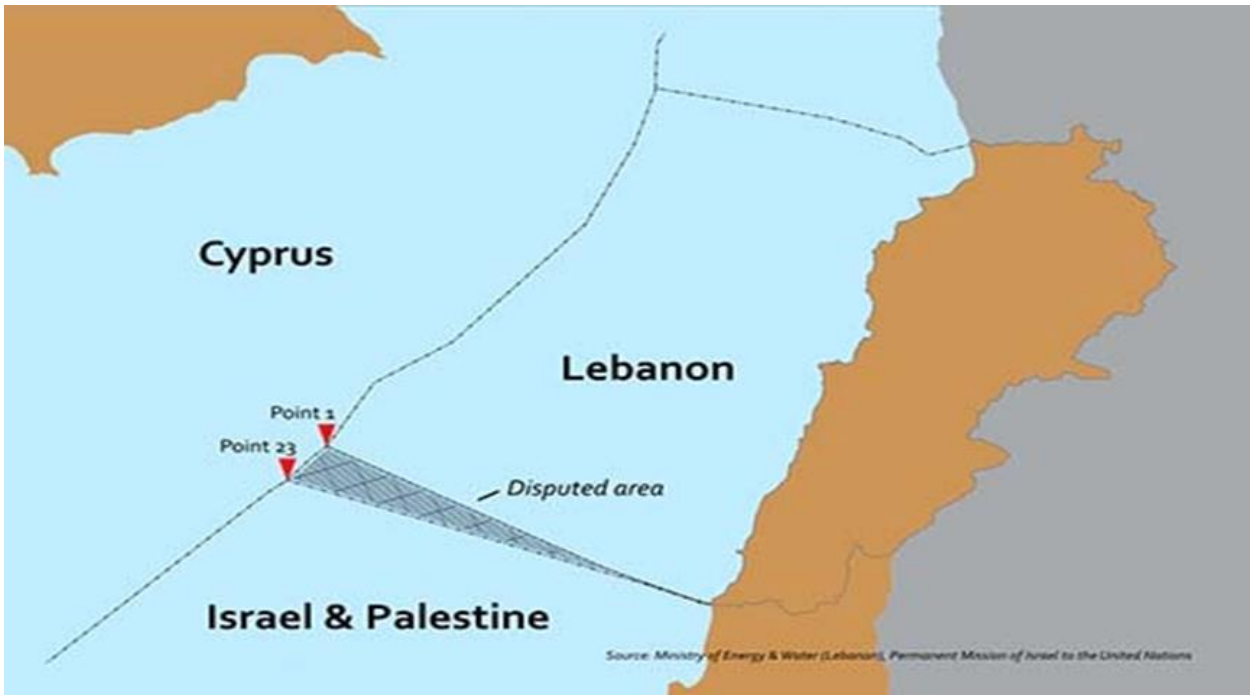 Cyprus
Lebanon
Point 1
Point 23
Disputed area
Israel & Palestine
Source: Ministry of Energy & Water (Lebanon), Permanent Mission of Israel to the United Nations